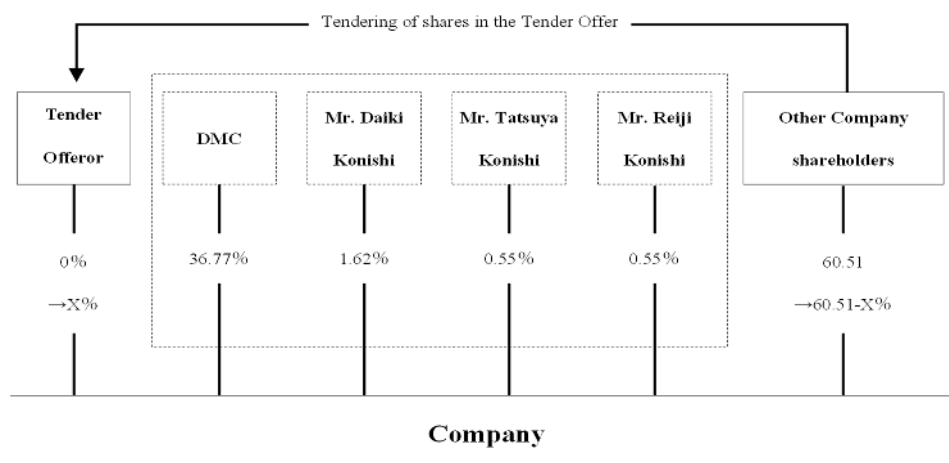 Tendering of shares in the Tender Offer
Tender
Offeror
DMC
Mr. Daiki
Konishi
Mr. Tatsuya
Konishi
Mr. Reiji
Konishi
Other Company
shareholders
0%
→X%
36.77%
1.62%
0.55%
0.55%
60.51
→60.51-X%
Company